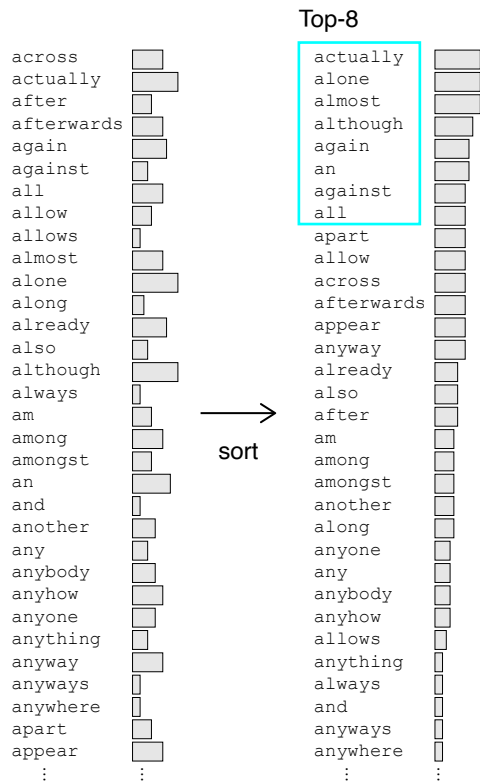 Top-8
across
actually
after
afterwards
again
against
all
allow
allows
almost
alone
along
already
also
although
always
am
among
amongst
an
and
another
any
anybody
anyhow
anyone
anything
anyway
anyways
anywhere
apart
appear
⋮ ⋮
sort
actually
alone
almost
although
again
an
against
all
apart
allow
across
afterwards
appear
anyway
already
also
after
am
among
amongst
another
along
anyone
any
anybody
anyhow
allows
anything
always
and
anyways
anywhere
⋮ ⋮